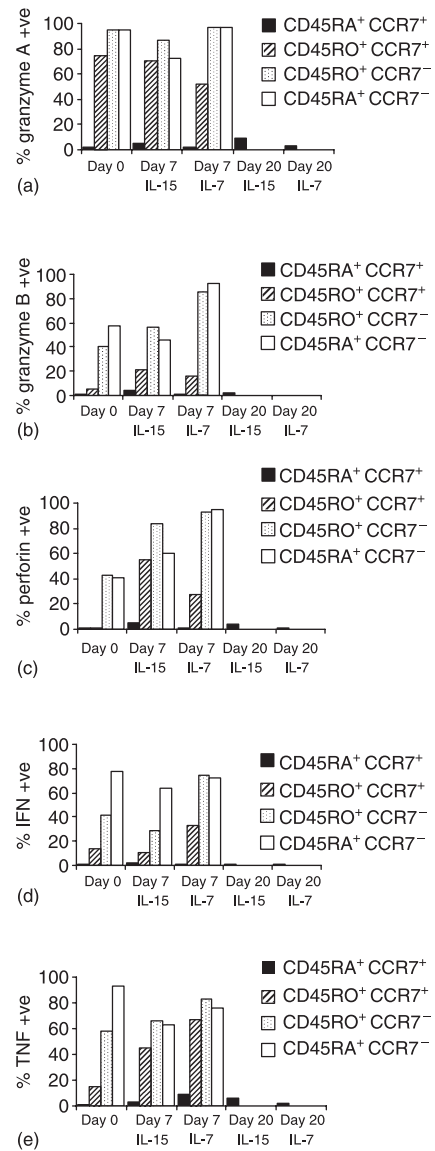 % granzyme A +ve
100
80
60
40
20
0
CD45RA⁺ CCR7⁺
CD45RO⁺ CCR7⁺
CD45RO⁺ CCR7⁻
CD45RA⁺ CCR7⁻
Day 0 Day 7 Day 7 Day 20 Day 20
IL-15 IL-7 IL-15 IL-7
(a)
% granzyme B +ve
100
80
60
40
20
0
CD45RA⁺ CCR7⁺
CD45RO⁺ CCR7⁺
CD45RO⁺ CCR7⁻
CD45RA⁺ CCR7⁻
Day 0 Day 7 Day 7 Day 20 Day 20
IL-15 IL-7 IL-15 IL-7
(b)
% perforin +ve
100
80
60
40
20
0
CD45RA⁺ CCR7⁺
CD45RO⁺ CCR7⁺
CD45RO⁺ CCR7⁻
CD45RA⁺ CCR7⁻
Day 0 Day 7 Day 7 Day 20 Day 20
IL-15 IL-7 IL-15 IL-7
(c)
% IFN +ve
100
80
60
40
20
0
CD45RA⁺ CCR7⁺
CD45RO⁺ CCR7⁺
CD45RO⁺ CCR7⁻
CD45RA⁺ CCR7⁻
Day 0 Day 7 Day 7 Day 20 Day 20
IL-15 IL-7 IL-15 IL-7
(d)
% TNF +ve
100
80
60
40
20
0
CD45RA⁺ CCR7⁺
CD45RO⁺ CCR7⁺
CD45RO⁺ CCR7⁻
CD45RA⁺ CCR7⁻
Day 0 Day 7 Day 7 Day 20 Day 20
IL-15 IL-7 IL-15 IL-7
(e)